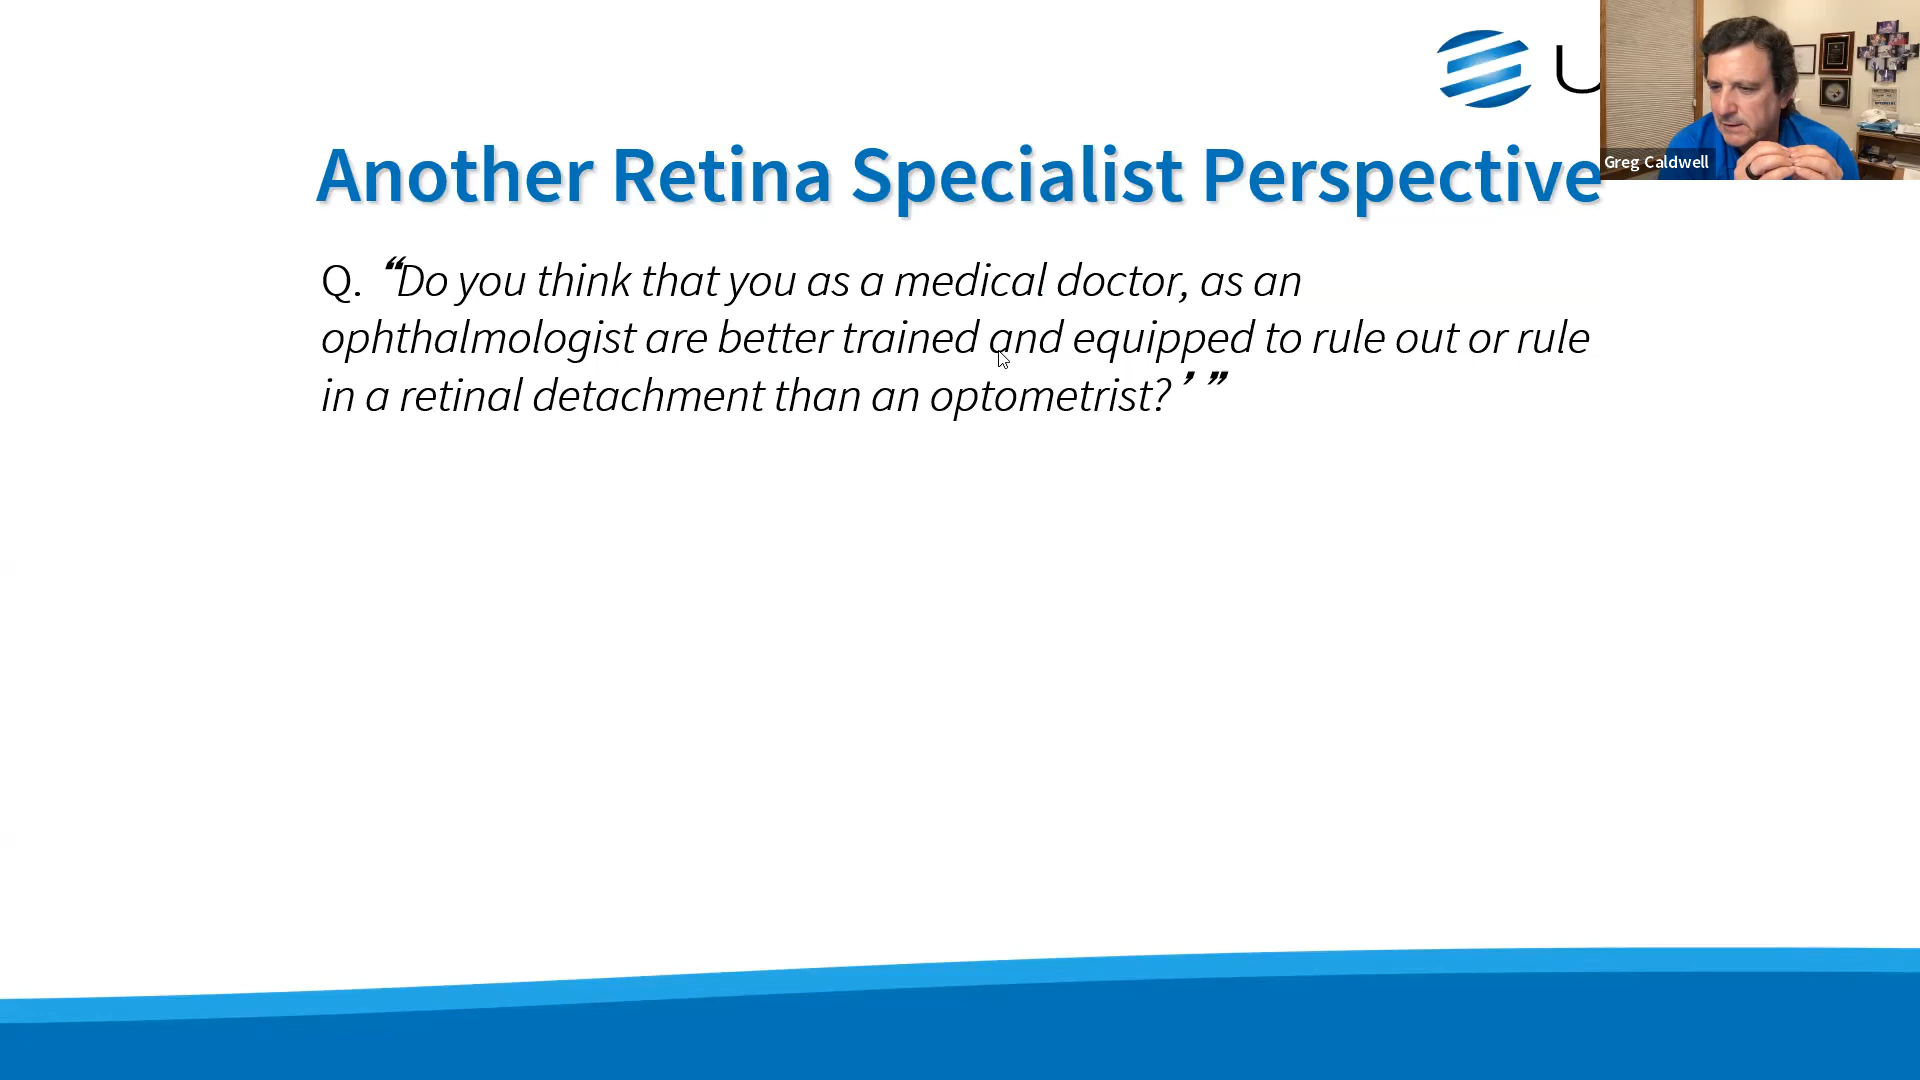 Another Retina Specialist Perspective
Greg Caldwell
Q. “Do you think that you as a medical doctor, as an
ophthalmologist are better trained and equipped to rule out or rule
in a retinal detachment than an optometrist?’”